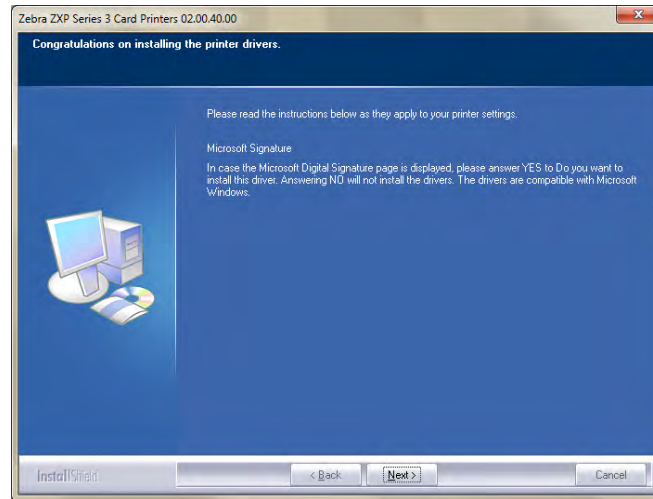 Zebra ZXP Series 3 Card Printers 02.00.40.00
Congratulations on installing the printer drivers.
Please read the instructions below as they apply to your printer settings.
Microsoft Signature
In case the Microsoft Digital Signature page is displayed, please answer YES to Do you want to
install this driver. Answering NO will not install the drivers. The drivers are compatible with Microsoft
Windows.
InstallShield
< Back
Next >
Cancel